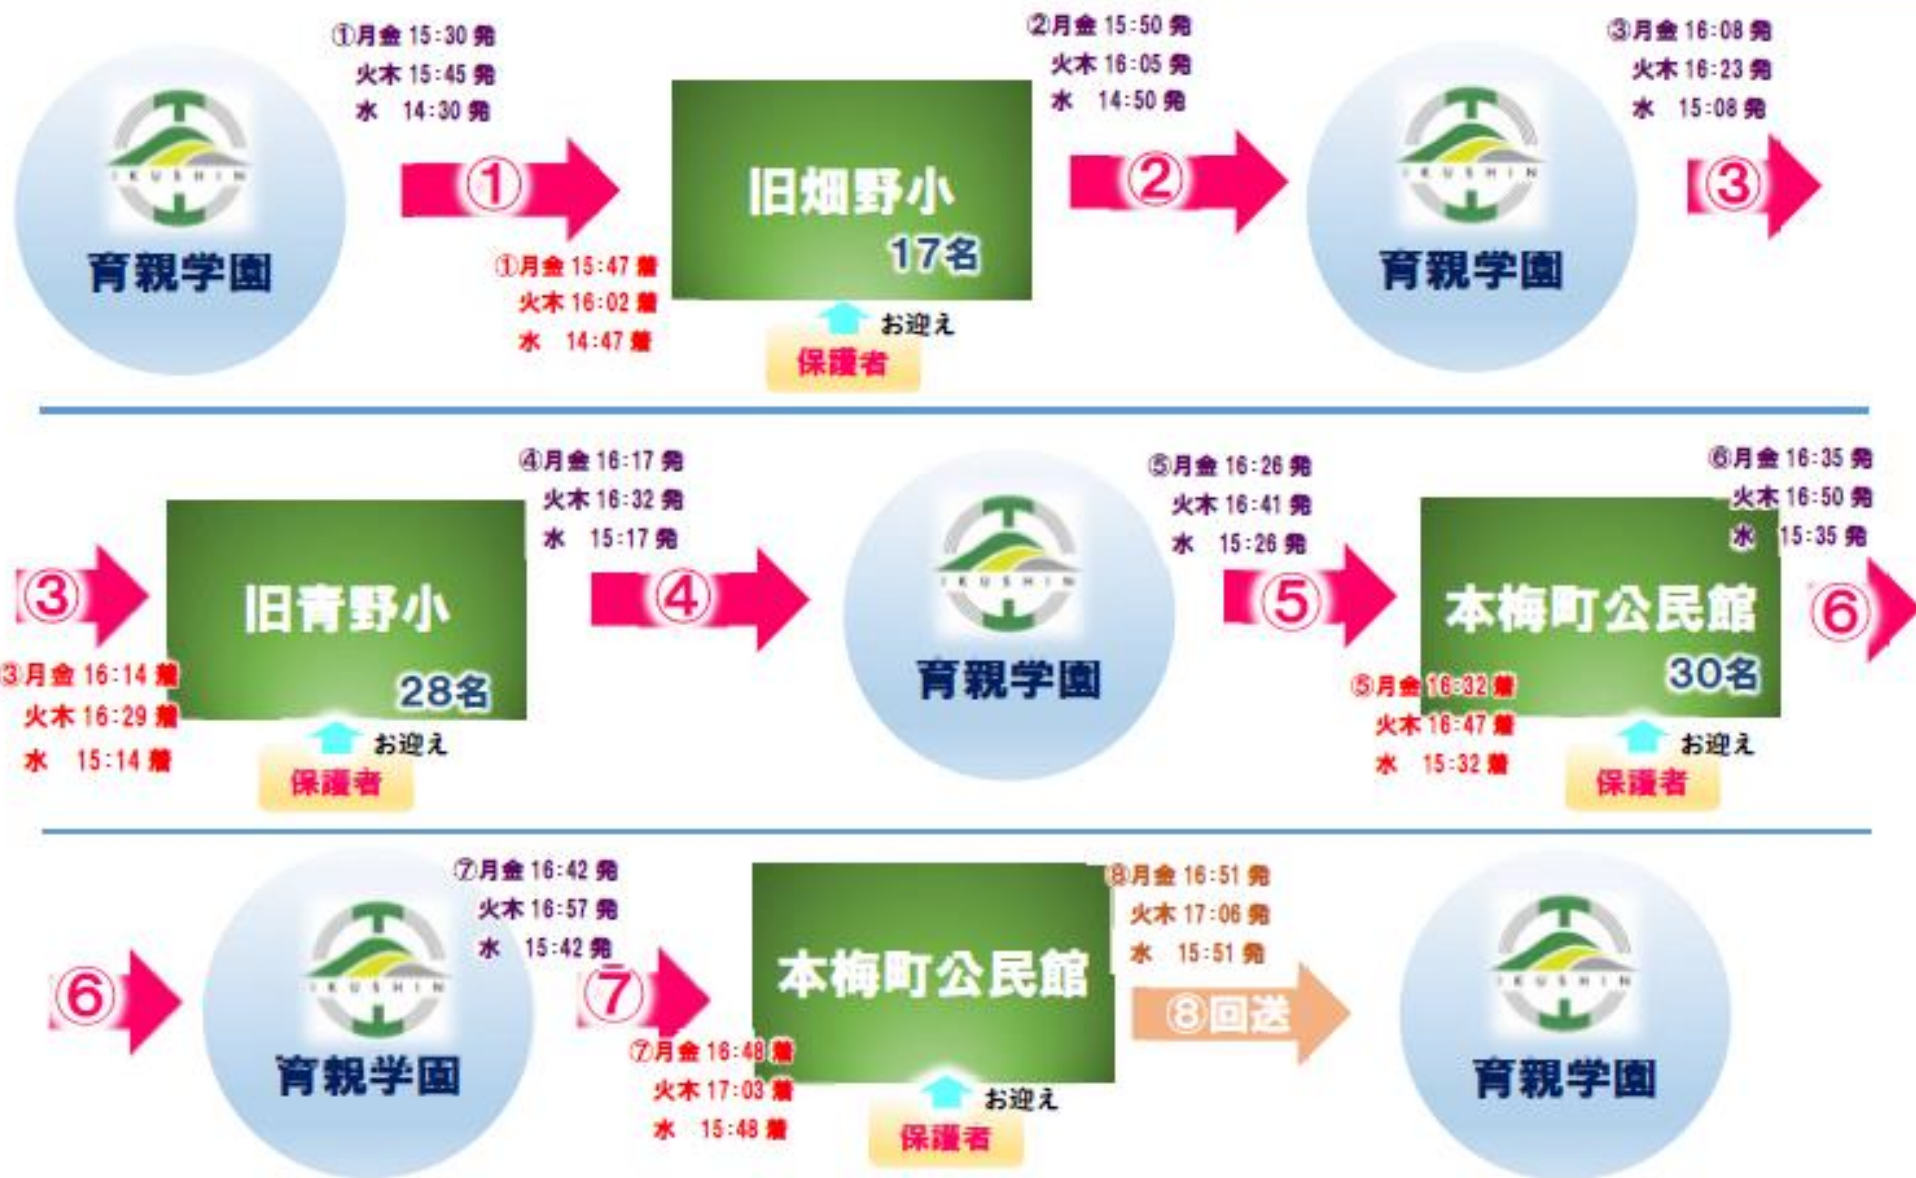 ①月金 15:30 発
火木 15:45 発
水 14:30 発
IKUSHIN
育親学園
①
①月金 15:47 着
火木 16:02 着
水 14:47 着
旧畑野小
17名
お迎え
保護者
②月金 15:50 発
火木 16:05 発
水 14:50 発
②
IKUSHIN
育親学園
③月金 16:08 発
火木 16:23 発
水 15:08 発
③
③
③月金 16:14 着
火木 16:29 着
水 15:14 着
旧青野小
28名
お迎え
保護者
④月金 16:17 発
火木 16:32 発
水 15:17 発
④
IKUSHIN
育親学園
⑤月金 16:26 発
火木 16:41 発
水 15:26 発
⑤
⑤月金 16:32 着
火木 16:47 着
水 15:32 着
本梅町公民館
30名
お迎え
保護者
⑥月金 16:35 発
火木 16:50 発
水 15:35 発
⑥
⑥
IKUSHIN
育親学園
⑦月金 16:42 発
火木 16:57 発
水 15:42 発
⑦
⑦月金 16:48 着
火木 17:03 着
水 15:48 着
本梅町公民館
お迎え
保護者
⑧月金 16:51 発
火木 17:06 発
水 15:51 発
⑧回送
IKUSHIN
育親学園